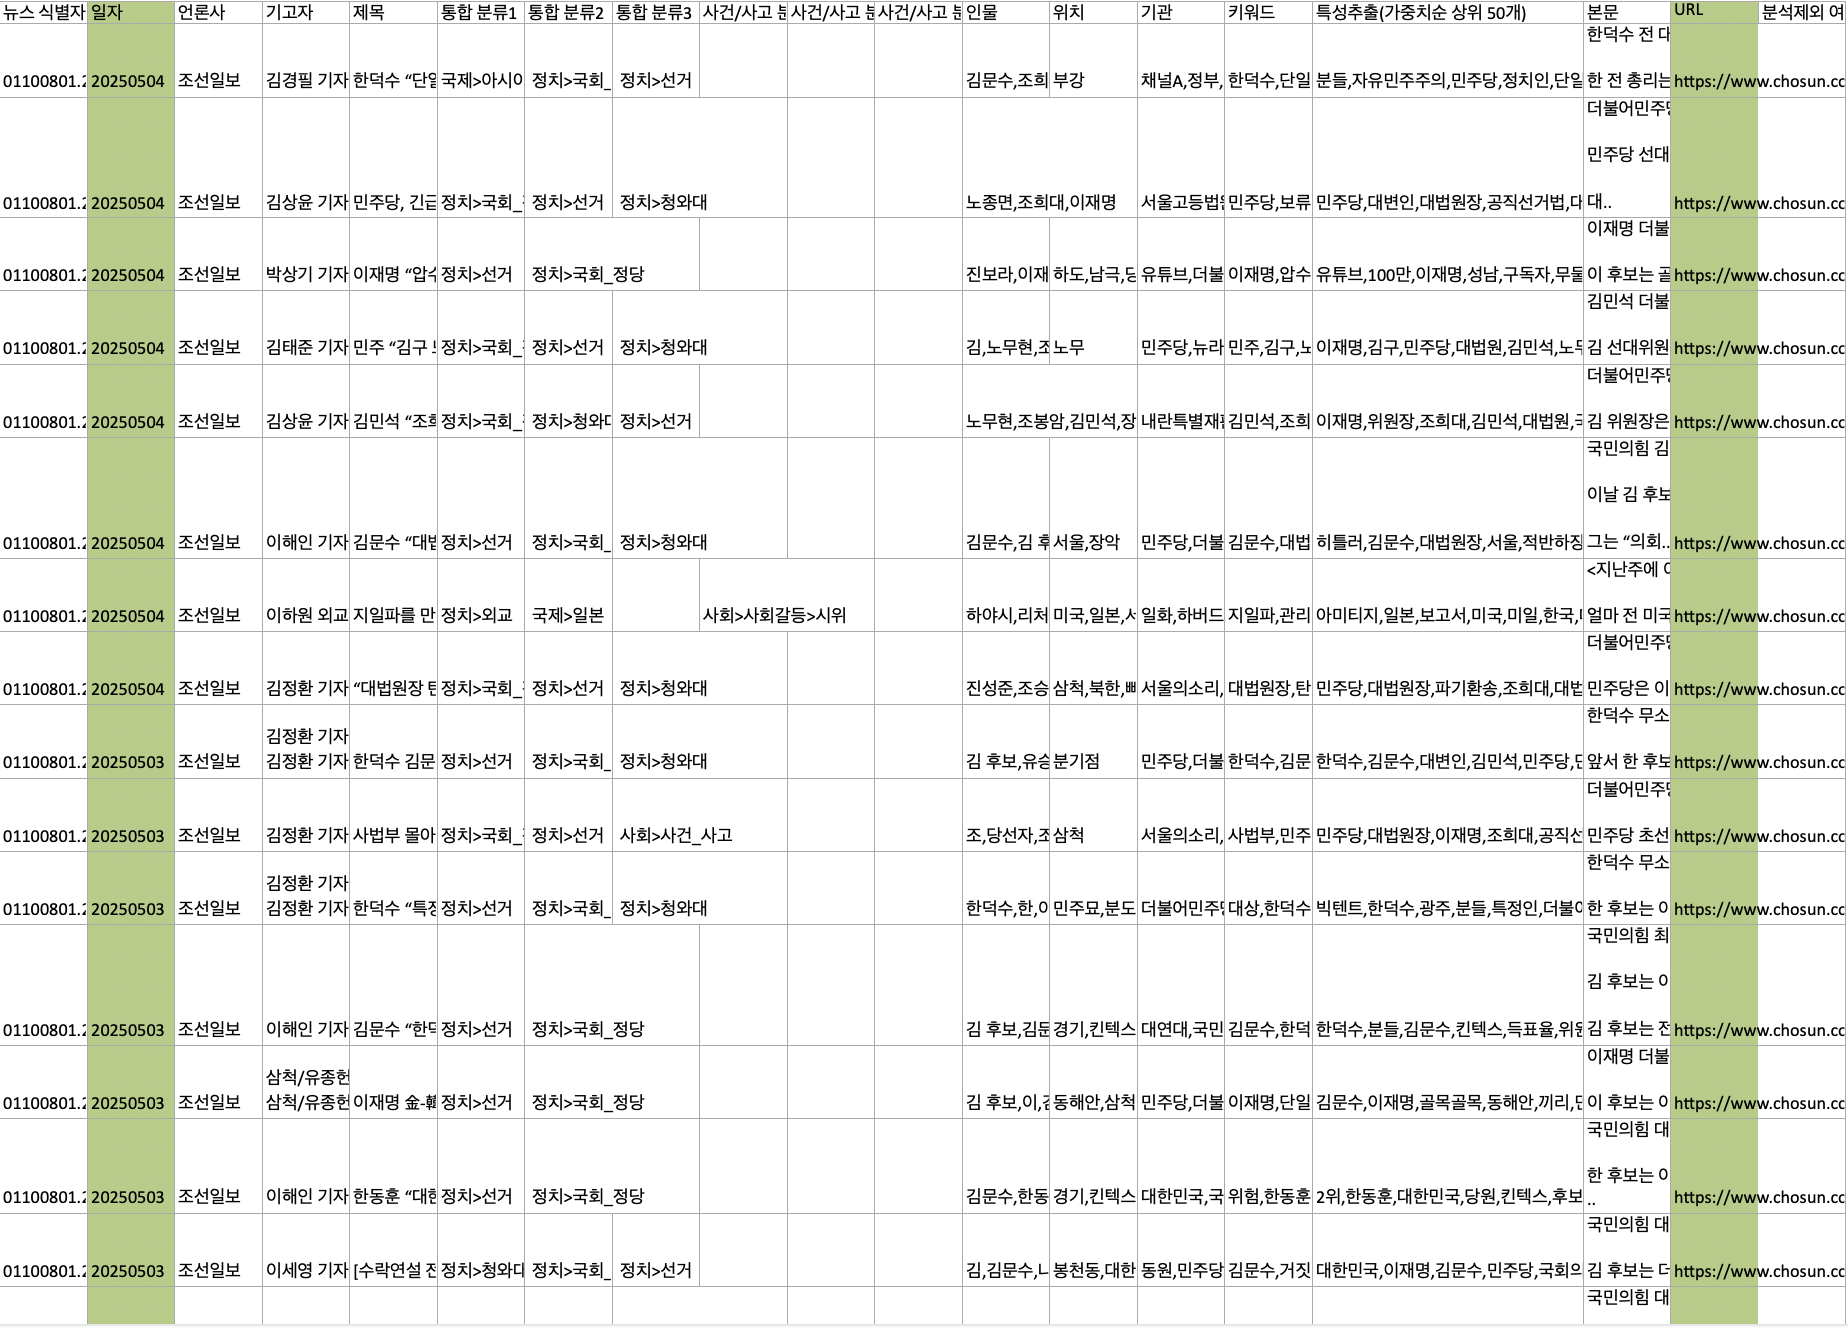 뉴스 식별자 일자 언론사 기고자 제목 통합 분류1 통합 분류2 통합 분류3 사건/사고 사건/사고 사건/사고 인물 위치 기관 키워드 특성추출(가중치순 상위 50개) 본문 URL 분석제외 여
한덕수 전 대
01100801.2 20250504 조선일보 김경필 기자 한덕수 “단일 국제>아시아 정치>국회_ 정치>선거 김문수,조희 부강 채널A,정부, 한덕수,단일 분들,자유민주주의,민주당,정치인,단일 한 전 총리는 https://www.chosun.cc
더불어민주당
민주당 선대
01100801.2 20250504 조선일보 김상윤 기자 민주당, 긴급 정치>국회_ 정치>선거 정치>청와대 노종면,조희대,이재명 서울고등법원 민주당,보류 민주당,대변인,대법원장,공직선거법,대 대.. https://www.chosun.cc
이재명 더불
01100801.2 20250504 조선일보 박상기 기자 이재명 “압수 정치>선거 정치>국회_정당 진보라,이재 하도,남극,당 유튜브,더불 이재명,압수 유튜브,100만,이재명,성남,구독자,무들 이 후보는 골 https://www.chosun.cc
김민석 더불
01100801.2 20250504 조선일보 김태준 기자 민주 “김구 정치>국회_ 정치>선거 정치>청와대 김,노무현,조 노무 민주당,뉴라 민주,김구,노 이재명,김구,민주당,대법원,김민석,노무 김 선대위원 https://www.chosun.cc
더불어민주당
01100801.2 20250504 조선일보 김상윤 기자 김민석 “조희 정치>국회_ 정치>청와대 정치>선거 노무현,조봉암,김민석,장 내란특별재판 김민석,조희 이재명,위원장,조희대,김민석,대법원, 김 위원장은 https://www.chosun.cc
국민의힘 김
이날 김 후보
01100801.2 20250504 조선일보 이해인 기자 김문수 “대법 정치>선거 정치>국회_ 정치>청와대 김문수,김 후 서울,장악 민주당,더불 김문수,대법 히틀러,김문수,대법원장,서울,적반하장 그는 “의회.. https://www.chosun.cc
<지난주에 이
01100801.2 20250504 조선일보 이하원 외교 지일파를 만 정치>외교 국제>일본 사회>사회갈등>시위 하야시,리처 미국,일본,서 일화,하버드 지일파,관리 아미티지,일본,보고서,미국,미일,한국, 얼마 전 미국 https://www.chosun.cc
더불어민주당
01100801.2 20250504 조선일보 김정환 기자 “대법원장 탄 정치>국회_ 정치>선거 정치>청와대 진성준,조승 삼척,북한, 서울의소리, 대법원장,탄 민주당,대법원장,파기환송,조희대,대법 민주당은 이 https://www.chosun.cc
한덕수 무소
김정환 기자
01100801.2 20250503 조선일보 김정환 기자 한덕수 김문 정치>선거 정치>국회_ 정치>청와대 김 후보,유승 분기점 민주당,더불 한덕수,김문 한덕수,김문수,대변인,김민석,민주당,단 앞서 한 후보 https://www.chosun.cc
더불어민주당
01100801.2 20250503 조선일보 김정환 기자 사법부 몰아 정치>국회_ 정치>선거 사회>사건_사고 조,당선자,조 삼척 서울의소리, 사법부,민주 민주당,대법원장,이재명,조희대,공직선 민주당 초선 https://www.chosun.cc
한덕수 무소
김정환 기자
01100801.2 20250503 조선일보 김정환 기자 한덕수 “특정 정치>선거 정치>국회_ 정치>청와대 한덕수,한,이 민주묘,분도 더불어민주당 대상,한덕수 빅텐트,한덕수,광주,분들,특정인,더불어 한 후보는 이 https://www.chosun.cc
국민의힘 최
김 후보는 이
01100801.2 20250503 조선일보 이해인 기자 김문수 “한덕 정치>선거 정치>국회_정당 김 후보,김문 경기,킨텍스 대연대,국민 김문수,한덕 한덕수,분들,김문수,킨텍스,득표율,위원 김 후보는 전 https://www.chosun.cc
이재명 더불
삼척/유종헌
01100801.2 20250503 조선일보 삼척/유종헌 이재명 金-韓 정치>선거 정치>국회_정당 김 후보,이,김 동해안,삼척 민주당,더불 이재명,단일 김문수,이재명,골목골목,동해안,끼리,단 이 후보는 이 https://www.chosun.cc
국민의힘 대
한 후보는 이
01100801.2 20250503 조선일보 이해인 기자 한동훈 “대한 정치>선거 정치>국회_정당 김문수,한동 경기,킨텍스 대한민국,국 위험,한동훈 2위,한동훈,대한민국,당원,킨텍스,후보 .. https://www.chosun.cc
국민의힘 대
01100801.2 20250503 조선일보 이세영 기자 [수락연설 전 정치>청와대 정치>국회_ 정치>선거 김,김문수,나 봉천동,대한 동원,민주당 김문수,거짓 대한민국,이재명,김문수,민주당,국회의 김 후보는 더 https://www.chosun.cc
국민의힘 대